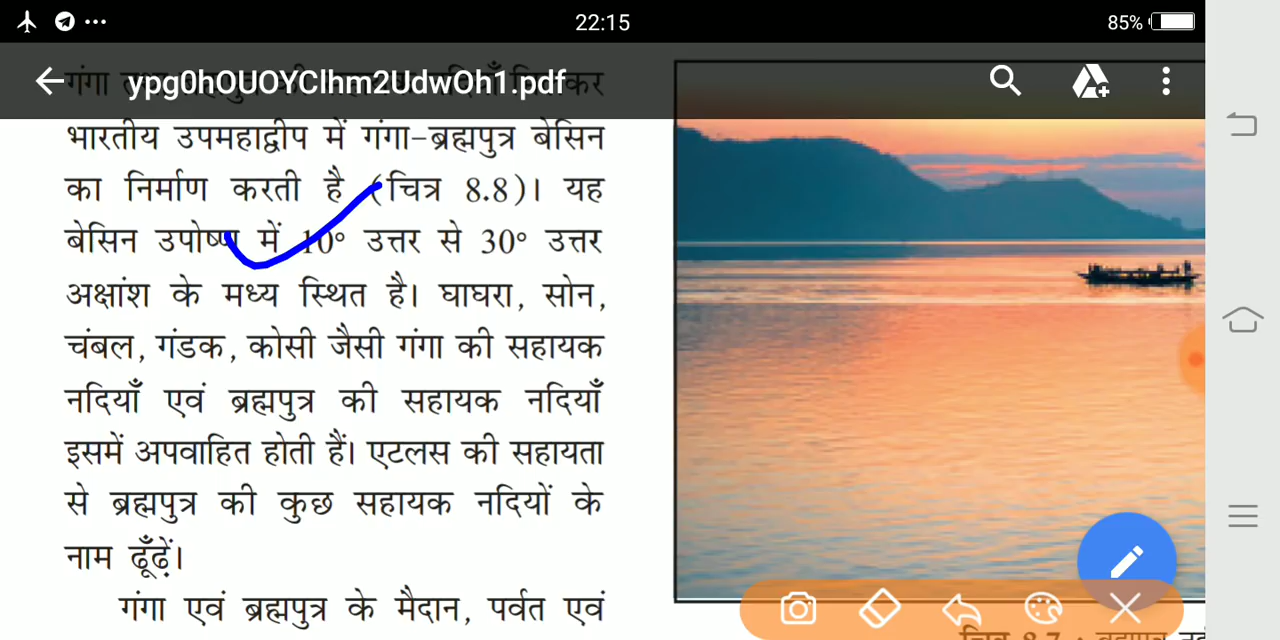 22:15
85%
ypg0hOUOYClhm2UdwOh1.pdf
भारतीय उपमहाद्वीप में गंगा–ब्रह्मपुत्र बेसिन
का निर्माण करती है (चित्र 8.8)। यह
बेसिन उपोष्ण में 10° उत्तर से 30° उत्तर
अक्षांश के मध्य स्थित है। घाघरा, सोन,
चंबल, गंडक, कोसी जैसी गंगा की सहायक
नदियाँ एवं ब्रह्मपुत्र की सहायक नदियाँ
इसमें अपवाहित होती हैं। एटलस की सहायता
से ब्रह्मपुत्र की कुछ सहायक नदियों के
नाम ढूँढ़ें।
गंगा एवं ब्रह्मपुत्र के मैदान, पर्वत एवं